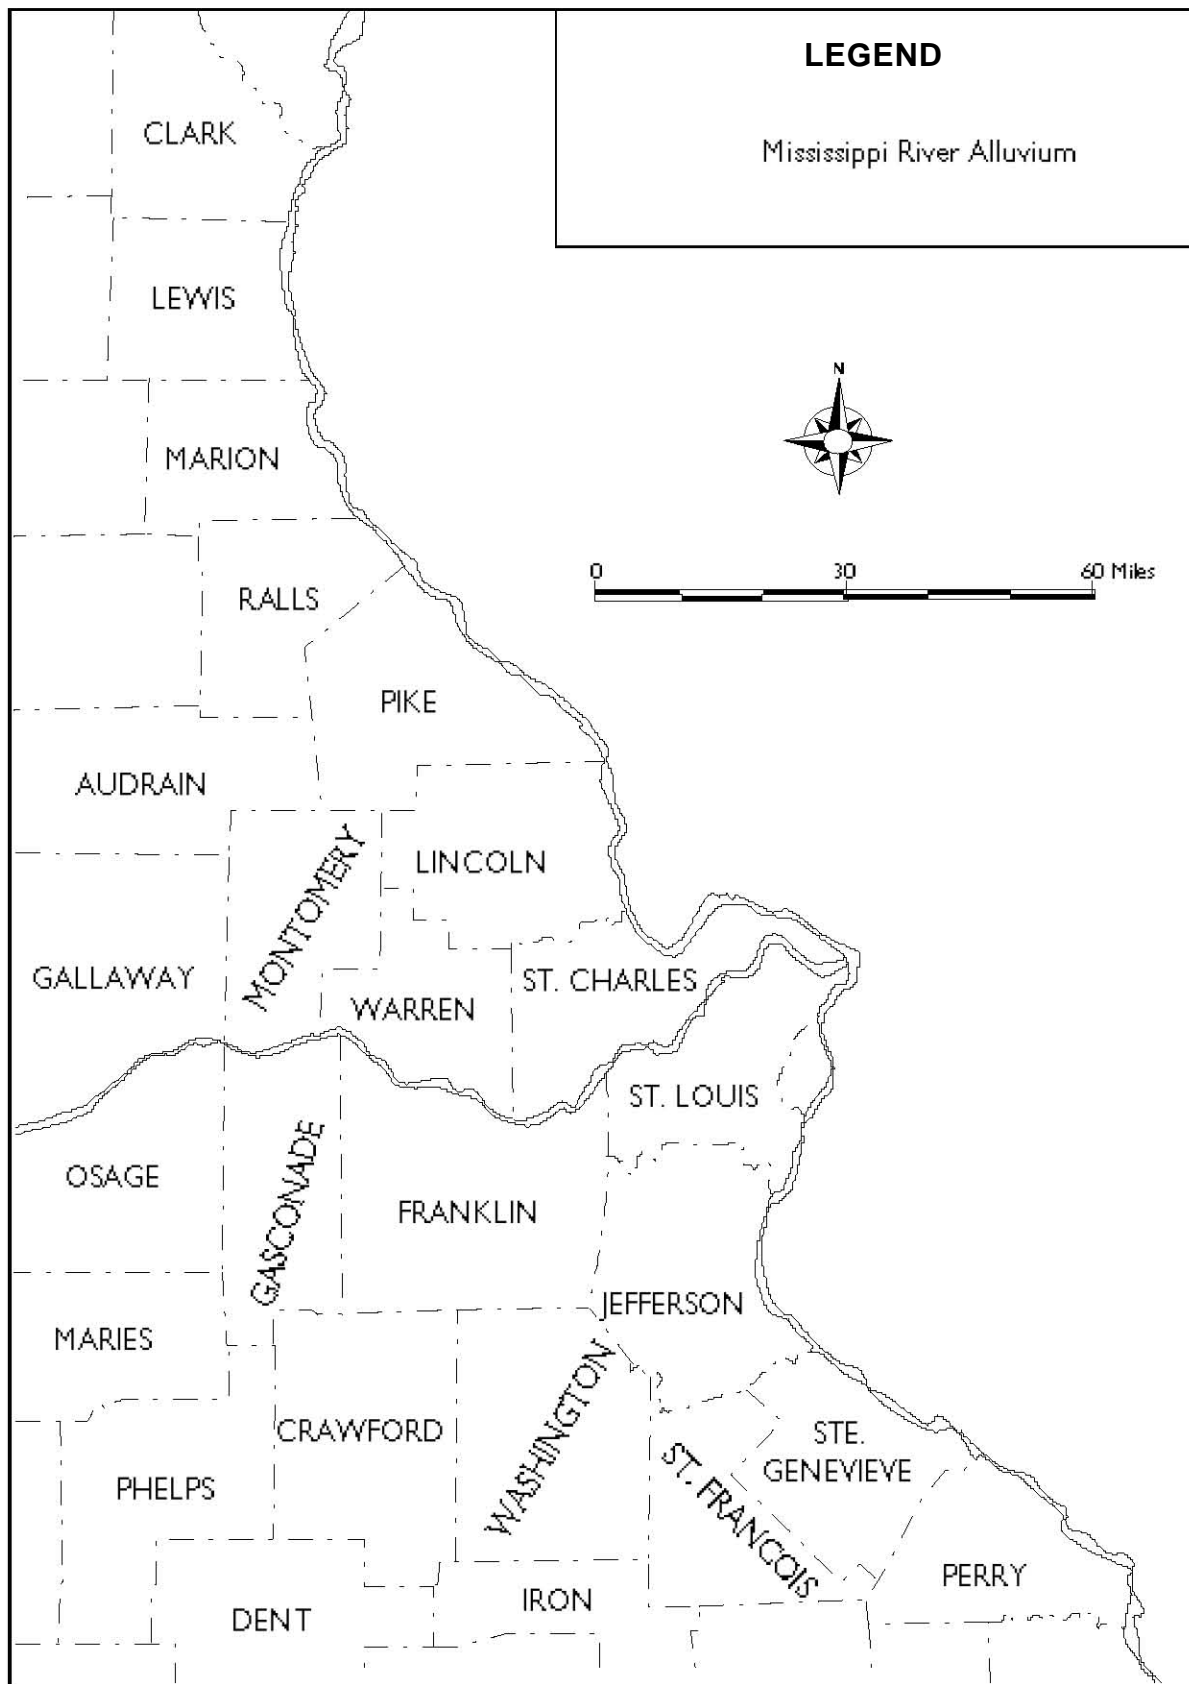 LEGEND
Mississippi River Alluvium
CLARK
LEWIS
N
MARION
0 30 60 Miles
RALLS
PIKE
AUDRAIN
MONTOMERY
LINCOLN
GALLAWAY
WARREN
ST. CHARLES
ST. LOUIS
OSAGE
GASCONADE
FRANKLIN
JEFFERSON
MARIES
CRAWFORD
WASHINGTON
STE.
GENEVIEVE
PHELPS
ST. FRANCOIS
PERRY
IRON
DENT